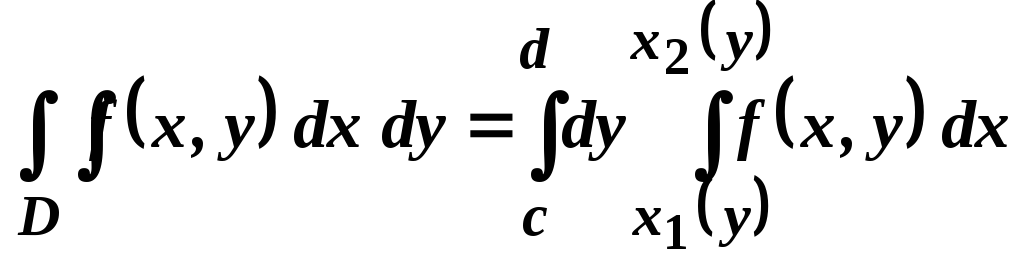 ∫∫_D f(x, y) dx dy = ∫_c^d dy ∫_{x₁(y)}^{x₂(y)} f(x, y) dx